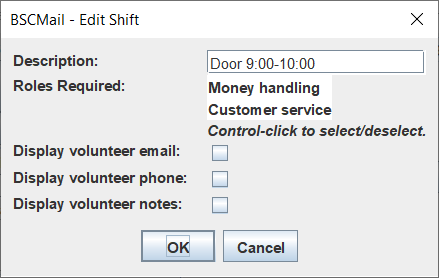 BSCMail - Edit Shift
Description: Door 9:00-10:00
Roles Required: Money handling
Customer service
Control-click to select/deselect.
Display volunteer email:
Display volunteer phone:
Display volunteer notes:
OK Cancel